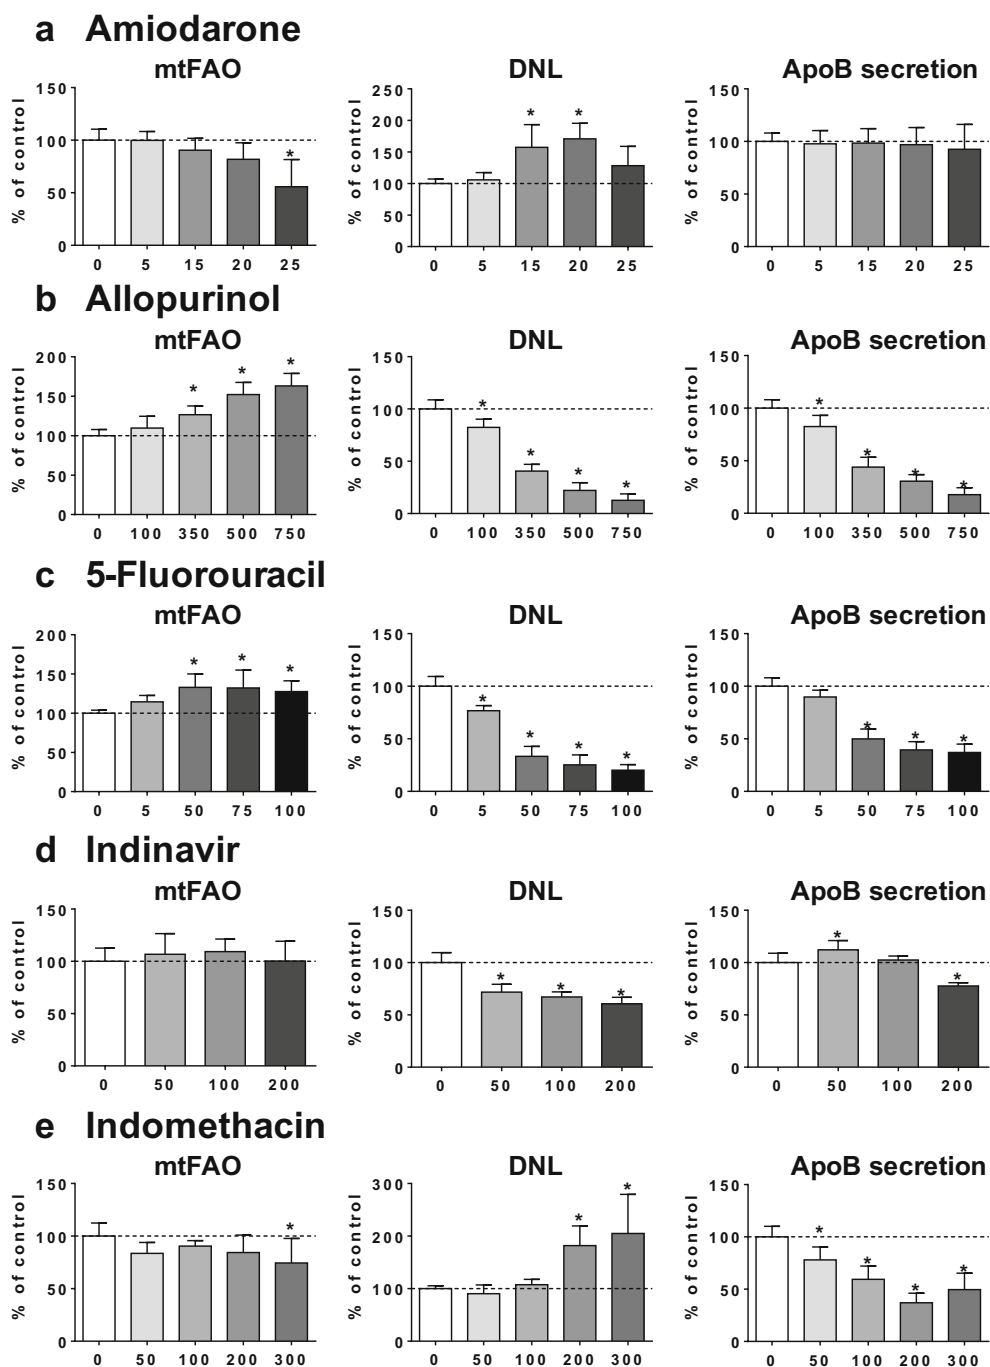 a Amiodarone
mtFAO DNL ApoB secretion
% of control
150
100
50
0
0 5 15 20 25
*
% of control
250
200
150
100
50
0
0 5 15 20 25
* *
% of control
150
100
50
0
0 5 15 20 25
b Allopurinol
mtFAO DNL ApoB secretion
% of control
200
150
100
50
0
0 100 350 500 750
* * *
% of control
150
100
50
0
0 100 350 500 750
* * * *
% of control
150
100
50
0
0 100 350 500 750
* * * *
c 5-Fluorouracil
mtFAO DNL ApoB secretion
% of control
200
150
100
50
0
0 5 50 75 100
* * *
% of control
150
100
50
0
0 5 50 75 100
* * * *
% of control
150
100
50
0
0 5 50 75 100
* * *
d Indinavir
mtFAO DNL ApoB secretion
% of control
150
100
50
0
0 50 100 200
% of control
150
100
50
0
0 50 100 200
* * *
% of control
150
100
50
0
0 50 100 200
* *
e Indomethacin
mtFAO DNL ApoB secretion
% of control
150
100
50
0
0 50 100 200 300
*
% of control
300
200
100
0
0 50 100 200 300
* *
% of control
150
100
50
0
0 50 100 200 300
* * * *